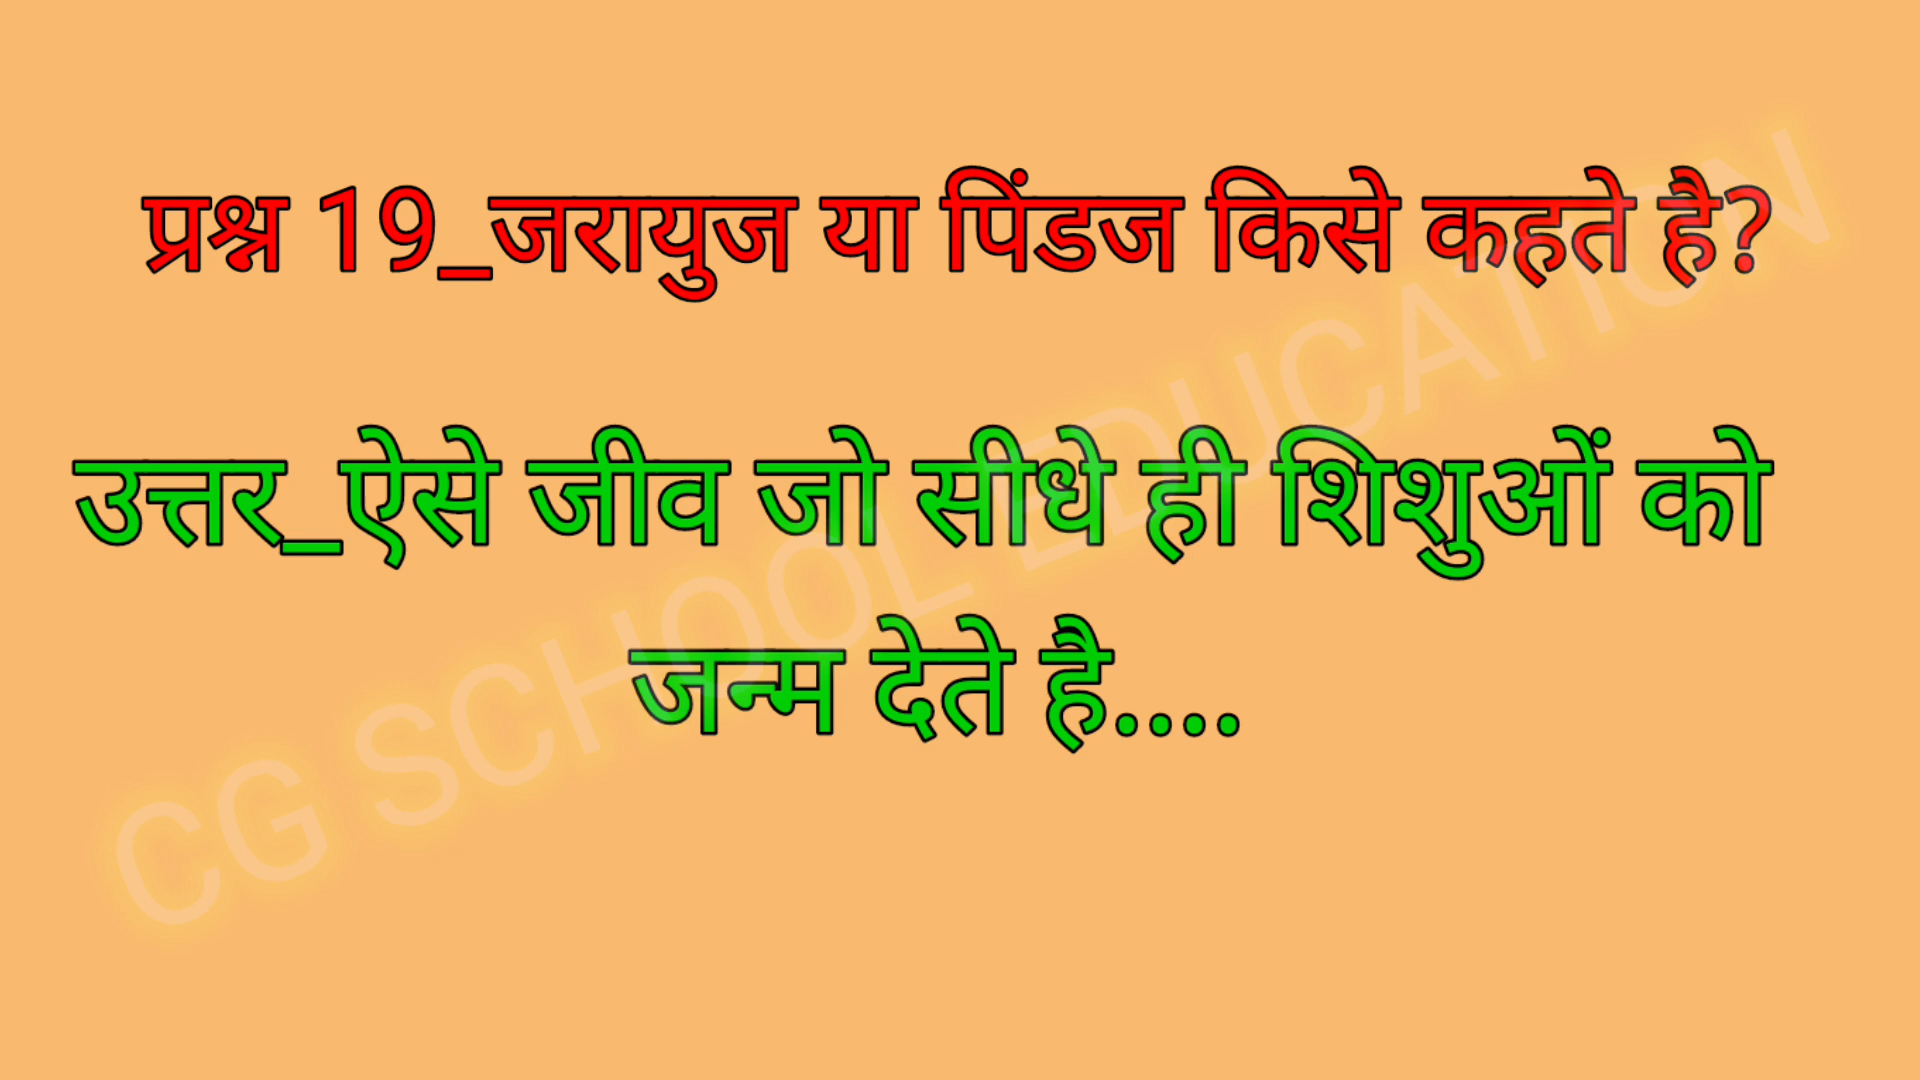 प्रश्न 19_जरायुज या पिंडज किसे कहते है?
उत्तर_ऐसे जीव जो सीधे ही शिशुओं को
जन्म देते है....
CG SCHOOL EDUCATION